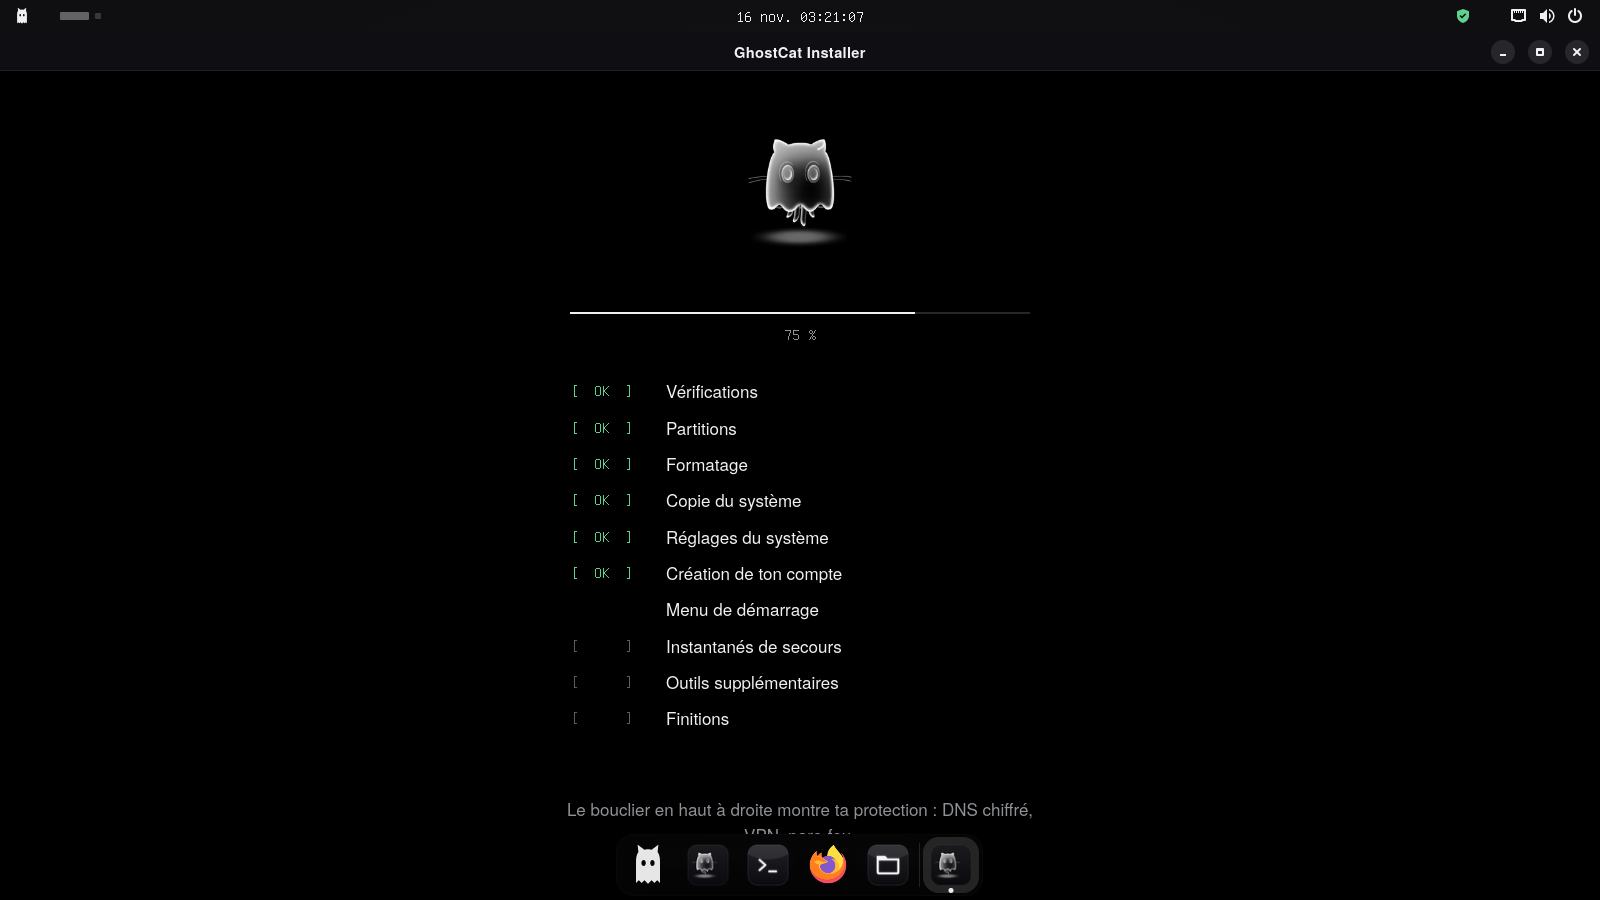 16 nov. 03:21:07
GhostCat Installer
75 %
[ OK ] Vérifications
[ OK ] Partitions
[ OK ] Formatage
[ OK ] Copie du système
[ OK ] Réglages du système
[ OK ] Création de ton compte
Menu de démarrage
[ ] Instantanés de secours
[ ] Outils supplémentaires
[ ] Finitions
Le bouclier en haut à droite montre ta protection : DNS chiffré,
VPN,